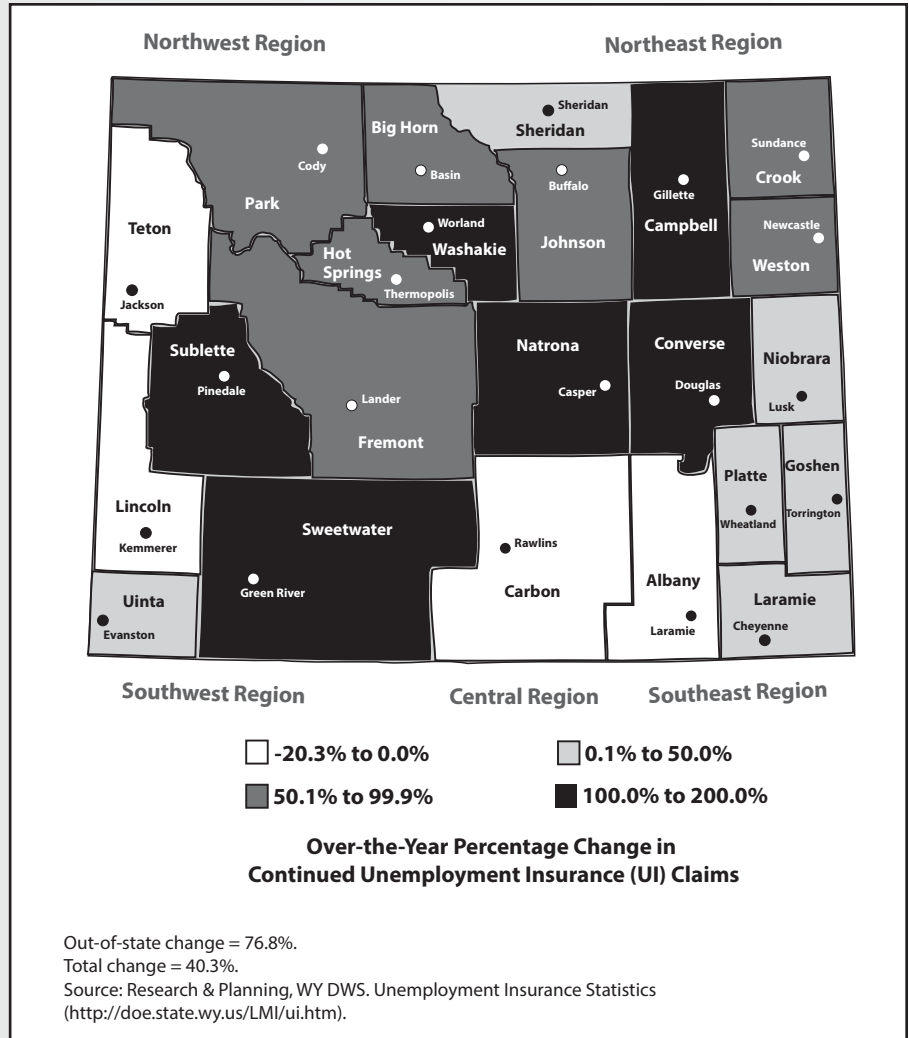 Northwest Region
Northeast Region
Sheridan
Sheridan
Big Horn
Basin
Cody
Park
Buffalo
Johnson
Gillette
Campbell
Sundance
Crook
Newcastle
Weston
Teton
Jackson
Worland
Washakie
Hot
Springs
Thermopolis
Sublette
Pinedale
Lander
Fremont
Natrona
Casper
Converse
Douglas
Niobrara
Lusk
Platte
Wheatland
Goshen
Torrington
Lincoln
Kemmerer
Sweetwater
Green River
Rawlins
Carbon
Albany
Laramie
Laramie
Cheyenne
Uinta
Evanston
Southwest Region
Central Region
Southeast Region
-20.3% to 0.0%
0.1% to 50.0%
50.1% to 99.9%
100.0% to 200.0%
Over-the-Year Percentage Change in
Continued Unemployment Insurance (UI) Claims
Out-of-state change = 76.8%.
Total change = 40.3%.
Source: Research & Planning, WY DWS. Unemployment Insurance Statistics
(http://doe.state.wy.us/LMI/ui.htm).